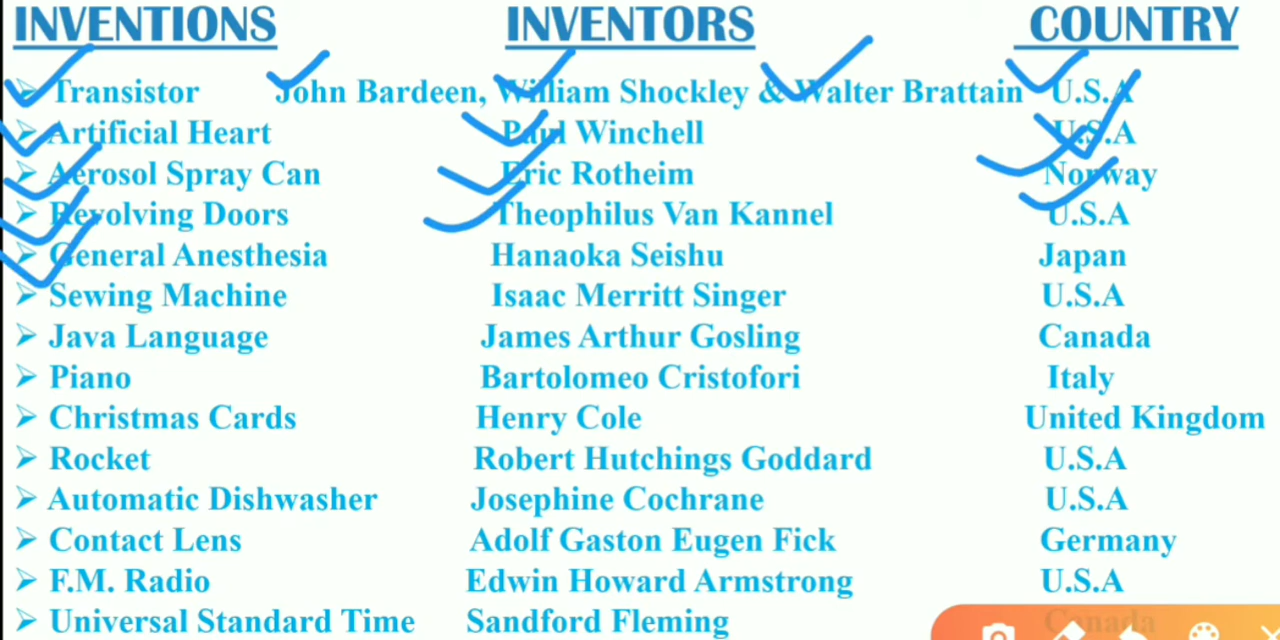 INVENTIONS INVENTORS COUNTRY
Transistor John Bardeen, William Shockley & Walter Brattain U.S.A
Artificial Heart Paul Winchell U.S.A
Aerosol Spray Can Eric Rotheim Norway
Revolving Doors Theophilus Van Kannel U.S.A
General Anesthesia Hanaoka Seishu Japan
Sewing Machine Isaac Merritt Singer U.S.A
Java Language James Arthur Gosling Canada
Piano Bartolomeo Cristofori Italy
Christmas Cards Henry Cole United Kingdom
Rocket Robert Hutchings Goddard U.S.A
Automatic Dishwasher Josephine Cochrane U.S.A
Contact Lens Adolf Gaston Eugen Fick Germany
F.M. Radio Edwin Howard Armstrong U.S.A
Universal Standard Time Sandford Fleming Canada